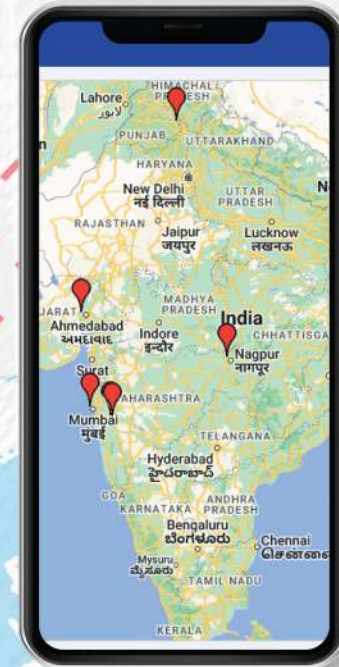 HIMACHAL
PRADESH
Lahore
لاہور
PUNJAB
UTTARAKHAND
HARYANA
New Delhi
नई दिल्ली
UTTAR
PRADESH
RAJASTHAN
Jaipur
जयपुर
Lucknow
लखनऊ
MADHYA
PRADESH
India
JARAT
Ahmedabad
અમદાવાદ
Indore
इन्दौर
CHHATTISGA
Nagpur
नागपूर
Surat
AHARASHTRA
Mumbai
मुंबई
TELANGANA
Hyderabad
హైదరాబాద్
GOA
KARNATAKA
ANDHRA
PRADESH
Bengaluru
ಬೆಂಗಳೂರು
Chennai
சென்னை
Mysuru
ಮೈಸೂರು
TAMIL NADU
KERALA